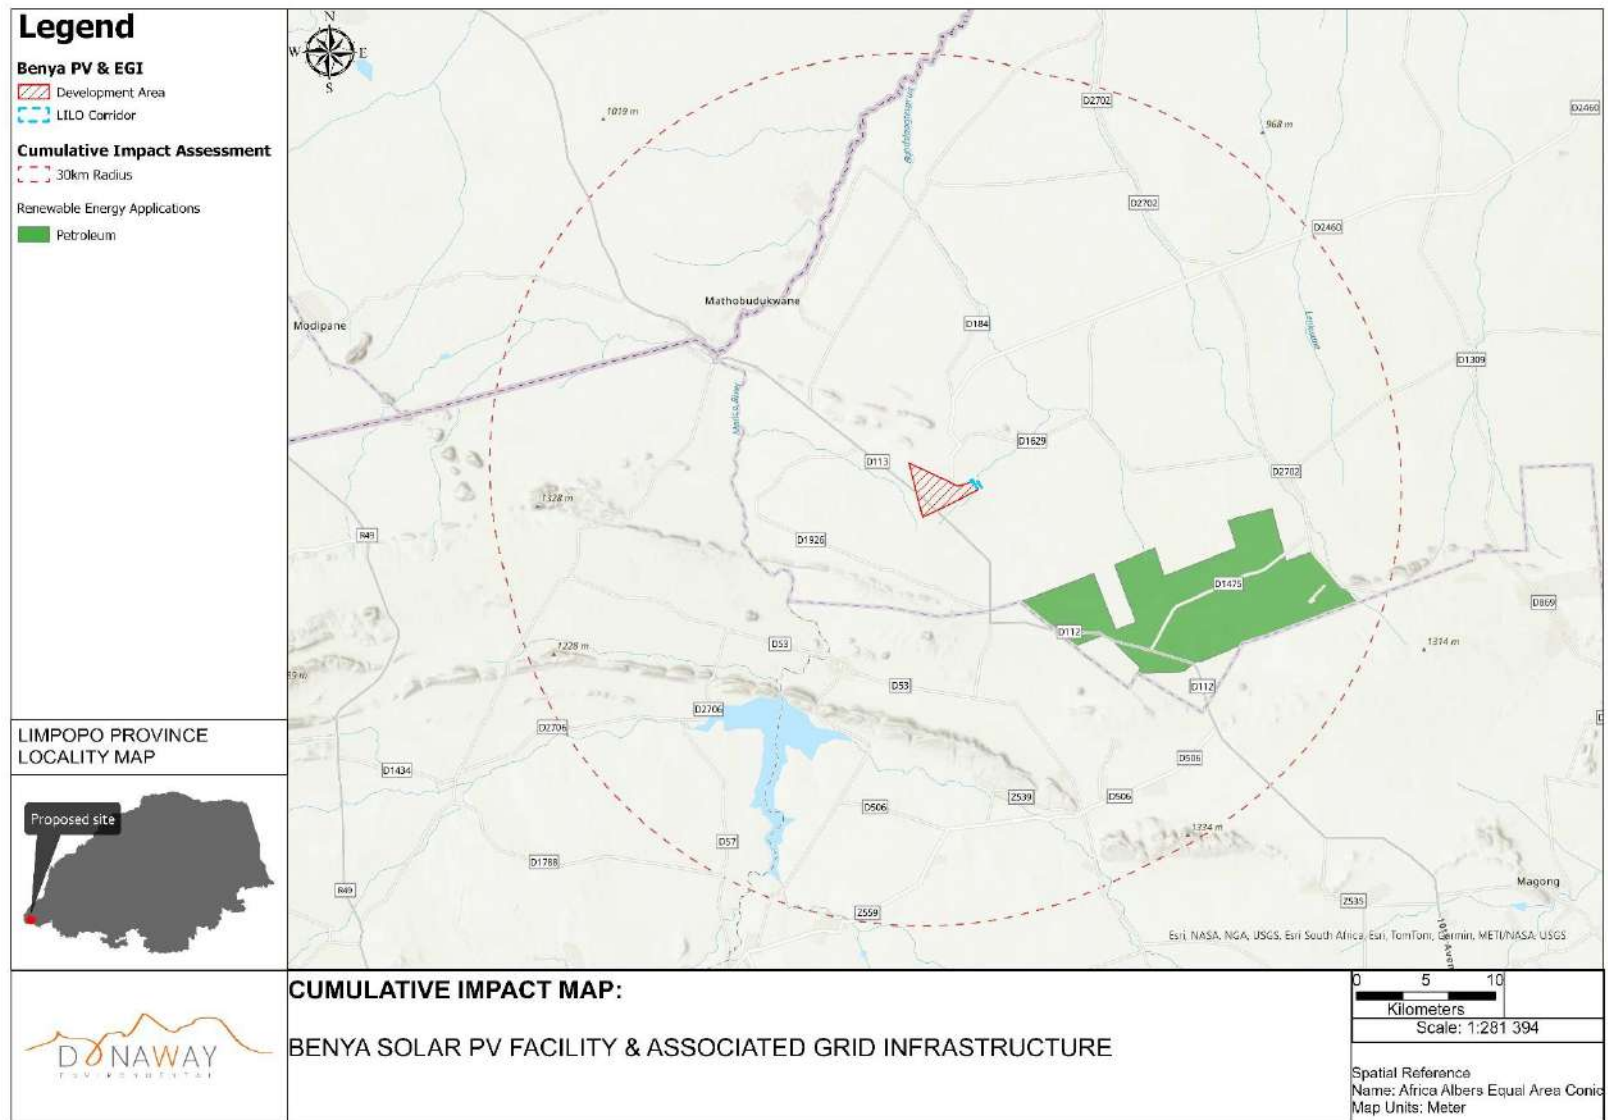 Legend
Benya PV & EGI
Development Area
LILO Corridor
Cumulative Impact Assessment
30km Radius
Renewable Energy Applications
Petroleum
LIMPOPO PROVINCE
LOCALITY MAP
Proposed site
N
W
E
S
1019 m
D2702
968 m
D2460
D2702
D2460
Mathobudukwane
Modipane
D184
Lenkwane
D1309
Marico River
D1629
D113
D2702
1328 m
R49
D1926
D1475
D869
D112
1314 m
D53
1228 m
D53
D112
D2706
D2706
D506
D1434
Z539
D506
D506
1334 m
D57
D1788
R49
Magong
Z535
Z559
Esri, NASA, NGA, USGS, Esri South Africa, Esri, TomTom, Garmin, METI/NASA, USGS
DONAWAY
ENVIRONMENTAL
CUMULATIVE IMPACT MAP:
BENYA SOLAR PV FACILITY & ASSOCIATED GRID INFRASTRUCTURE
0 5 10
Kilometers
Scale: 1:281 394
Spatial Reference
Name: Africa Albers Equal Area Conic
Map Units: Meter